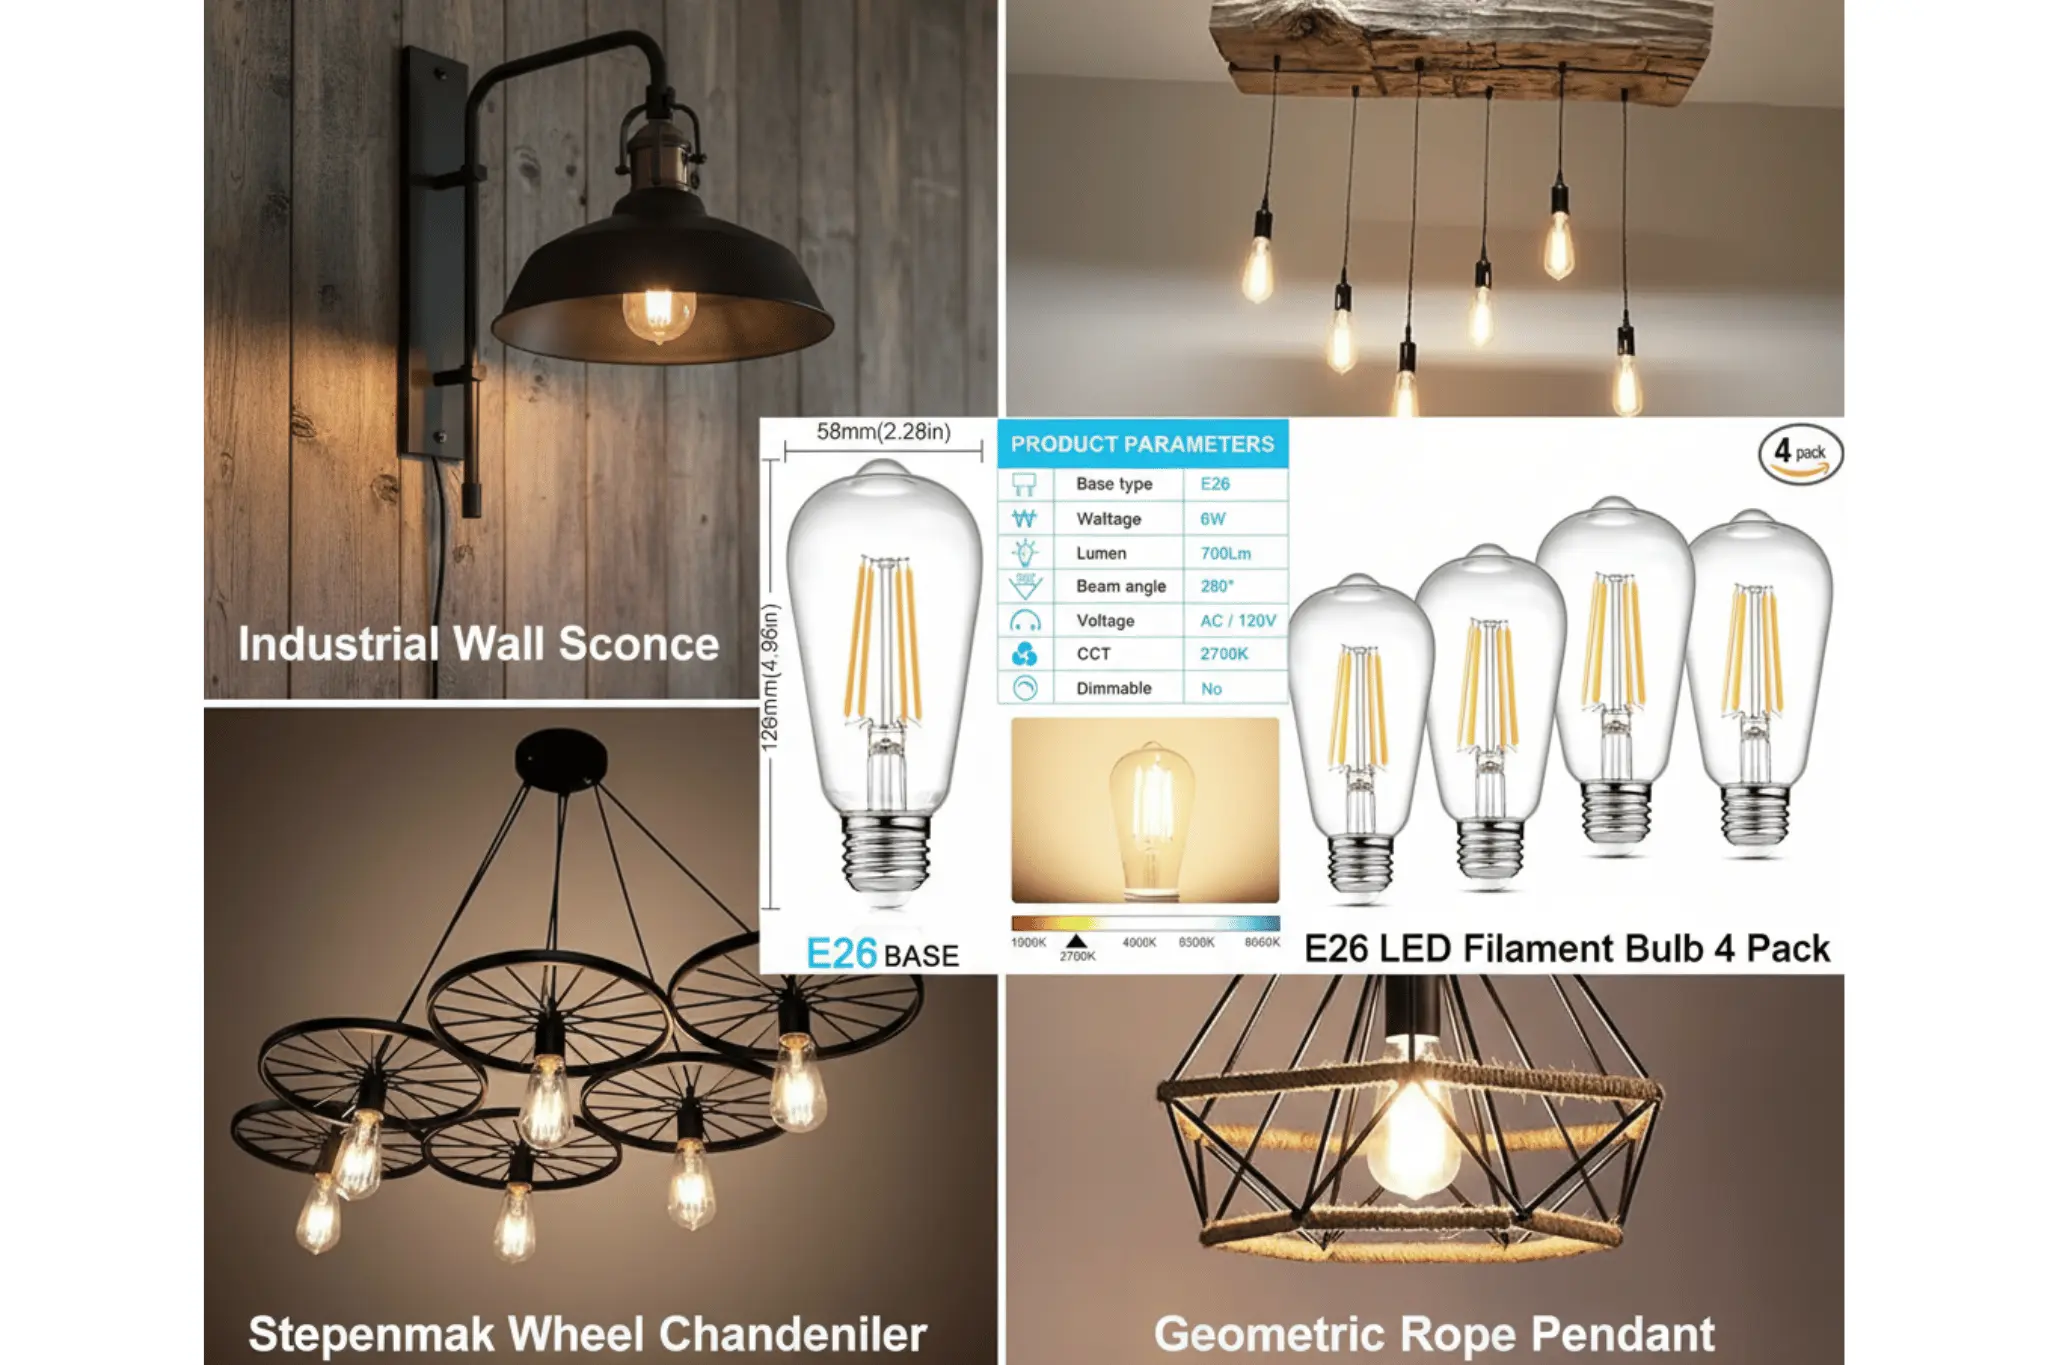 Industrial Wall Sconce
58mm(2.28in)
126mm(4.96in)
E26 BASE
PRODUCT PARAMETERS
Base type E26
Waltage 6W
Lumen 700Lm
Beam angle 280°
Voltage AC / 120V
CCT 2700K
Dimmable No
1900K 4000K 6500K 8660K
2700K
4 pack
E26 LED Filament Bulb 4 Pack
Stepenmak Wheel Chandeniler
Geometric Rope Pendant